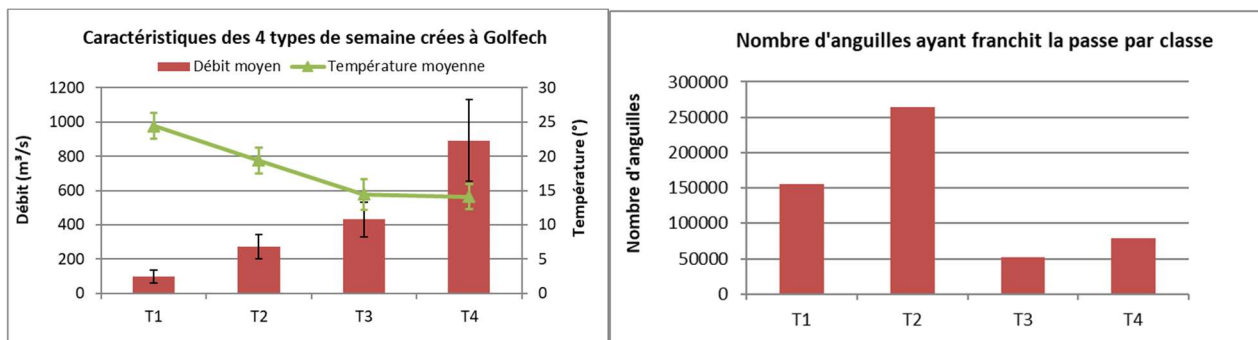 Caractéristiques des 4 types de semaine crées à Golfech
Débit moyen
Température moyenne
Débit (m³/s)
1200
1000
800
600
400
200
0
30
25
20
15
10
5
0
Température (°)
T1 T2 T3 T4
Nombre d'anguilles ayant franchit la passe par classe
Nombre d'anguilles
300000
250000
200000
150000
100000
50000
0
T1 T2 T3 T4